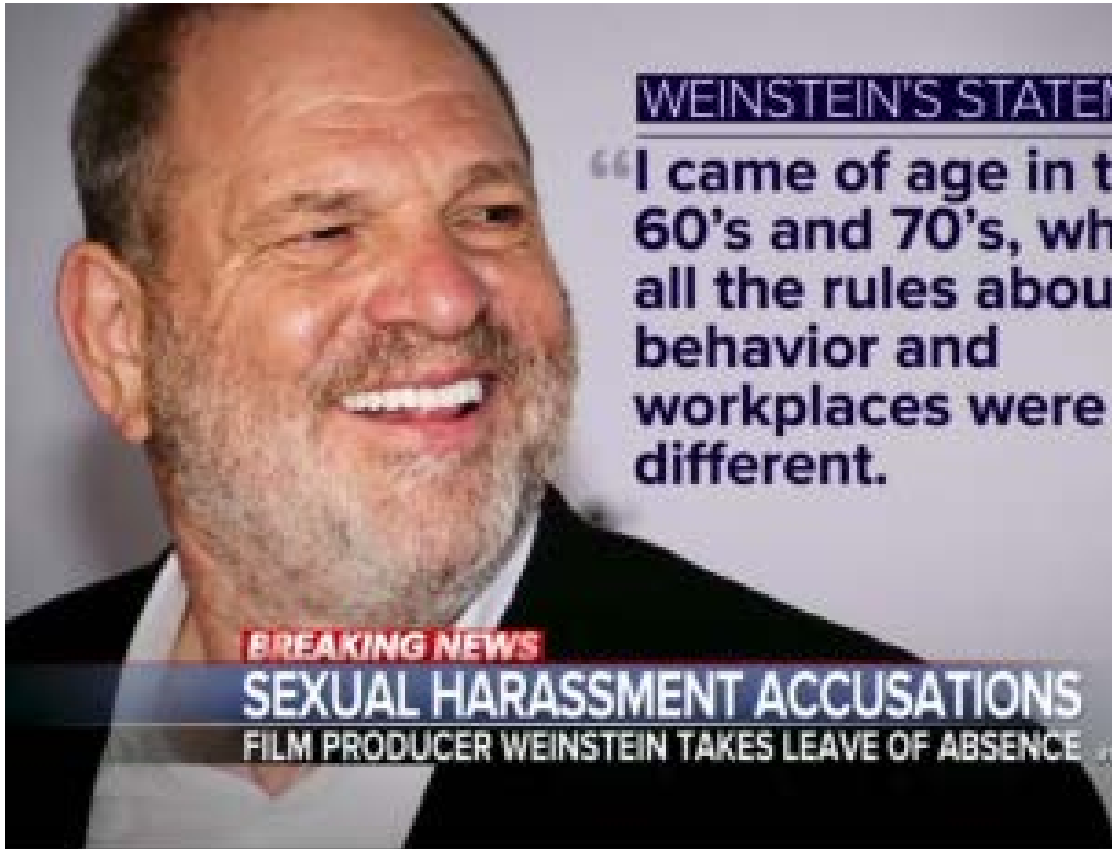 WEINSTEIN'S STATEM
“I came of age in t
60's and 70's, wh
all the rules abou
behavior and
workplaces were
different.
BREAKING NEWS
SEXUAL HARASSMENT ACCUSATIONS
FILM PRODUCER WEINSTEIN TAKES LEAVE OF ABSENCE